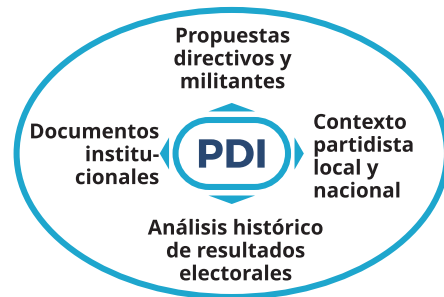 Propuestas
directivos y
militantes
Documentos
institu-
cionales
PDI
Contexto
partidista
local y
nacional
Análisis histórico
de resultados
electorales